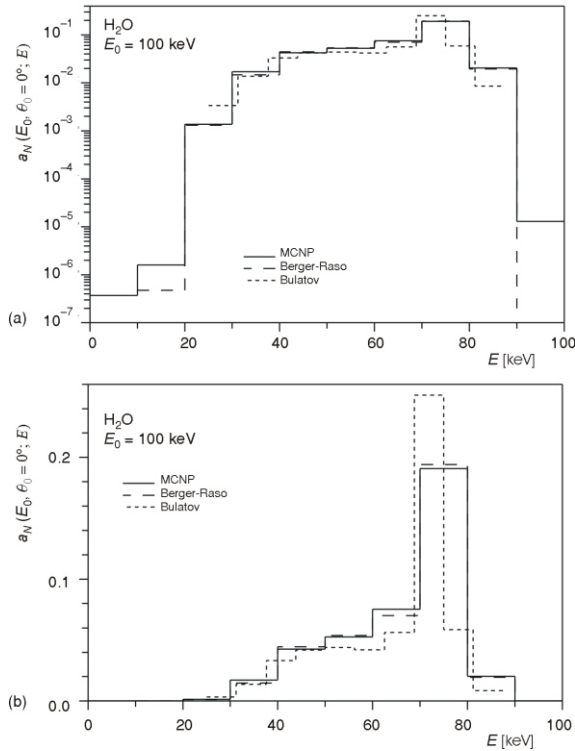 10⁻¹
10⁻²
10⁻³
10⁻⁴
10⁻⁵
10⁻⁶
10⁻⁷
a_N (E₀, θ₀ = 0°; E)
H₂O
E₀ = 100 keV
MCNP
Berger-Raso
Bulatov
(a)
0 20 40 60 80 100
E [keV]
0.2
0.1
0.0
a_N (E₀, θ₀ = 0°; E)
H₂O
E₀ = 100 keV
MCNP
Berger-Raso
Bulatov
(b)
0 20 40 60 80 100
E [keV]